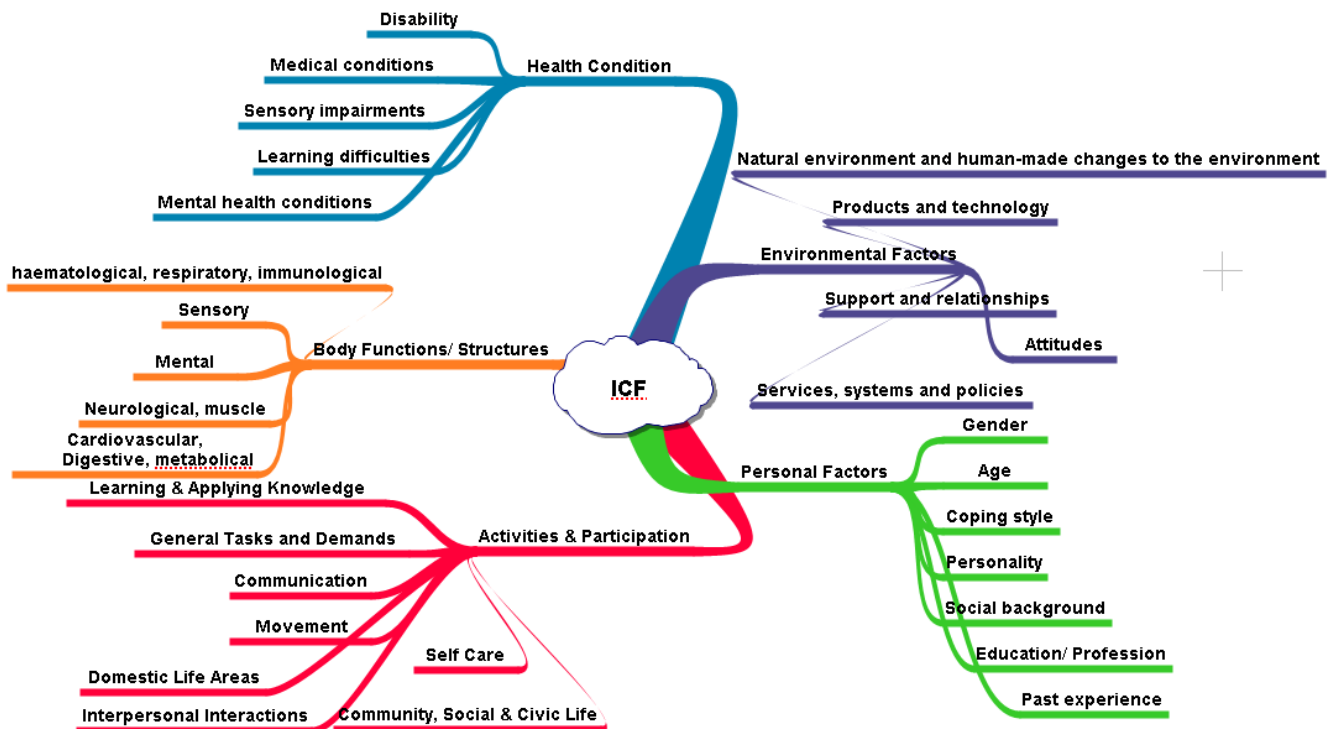 Disability
Medical conditions
Health Condition
Sensory impairments
Learning difficulties
Mental health conditions
Natural environment and human-made changes to the environment
Products and technology
Environmental Factors
Support and relationships
Attitudes
Services, systems and policies
haematological, respiratory, immunological
Sensory
Body Functions/ Structures
Mental
Neurological, muscle
Cardiovascular,
Digestive, metabolical
ICF
Gender
Personal Factors
Age
Coping style
Personality
Social background
Education/ Profession
Past experience
Learning & Applying Knowledge
Activities & Participation
General Tasks and Demands
Communication
Movement
Self Care
Domestic Life Areas
Interpersonal Interactions
Community, Social & Civic Life